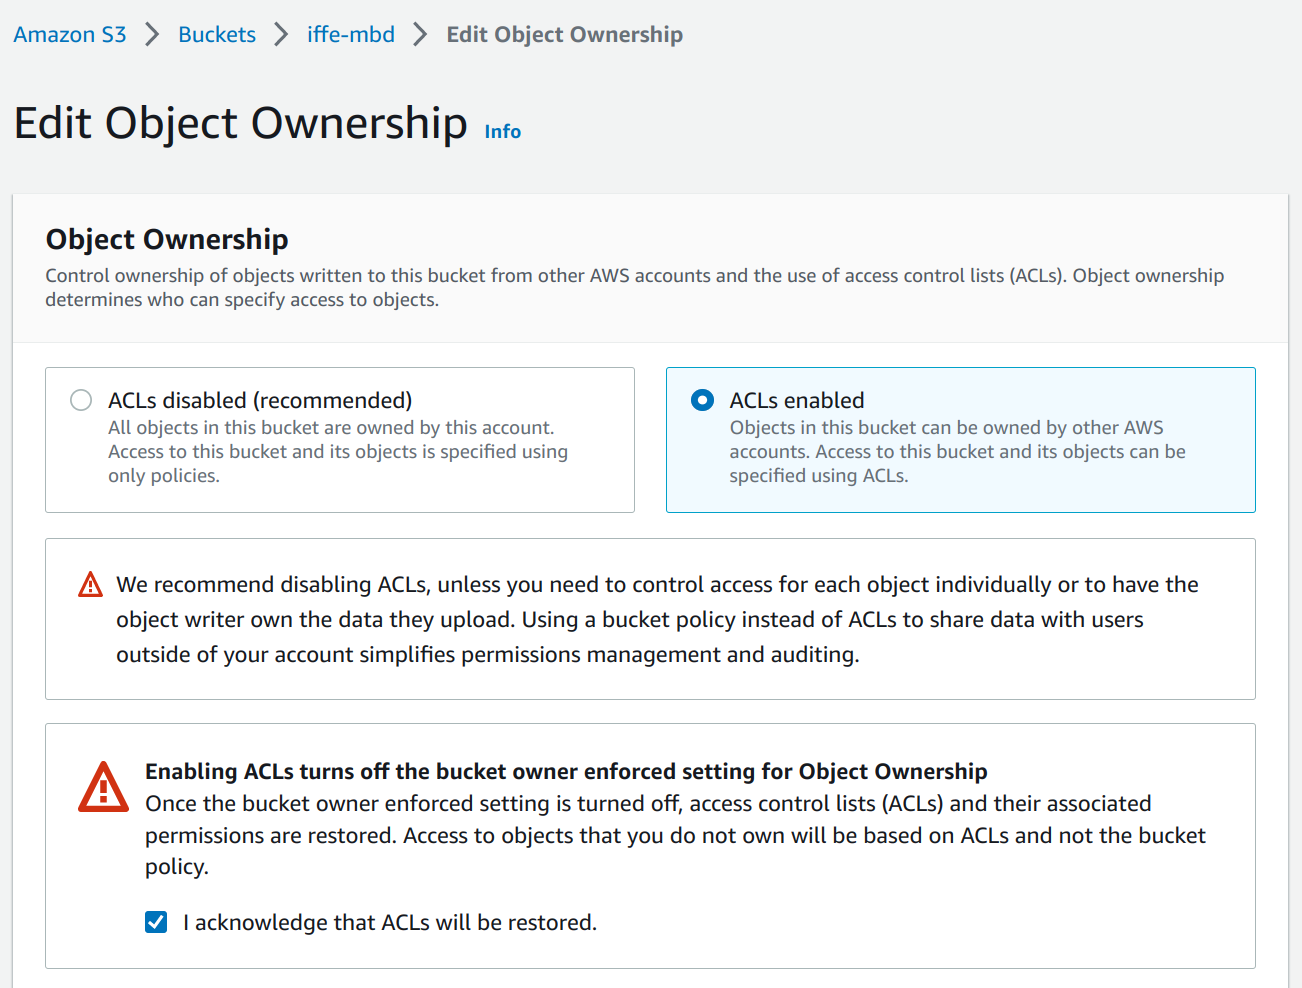 Amazon S3 > Buckets > iffe-mbd > Edit Object Ownership
Edit Object Ownership Info
Object Ownership
Control ownership of objects written to this bucket from other AWS accounts and the use of access control lists (ACLs). Object ownership
determines who can specify access to objects.
ACLs disabled (recommended)
All objects in this bucket are owned by this account.
Access to this bucket and its objects is specified using
only policies.
ACLs enabled
Objects in this bucket can be owned by other AWS
accounts. Access to this bucket and its objects can be
specified using ACLs.
We recommend disabling ACLs, unless you need to control access for each object individually or to have the
object writer own the data they upload. Using a bucket policy instead of ACLs to share data with users
outside of your account simplifies permissions management and auditing.
Enabling ACLs turns off the bucket owner enforced setting for Object Ownership
Once the bucket owner enforced setting is turned off, access control lists (ACLs) and their associated
permissions are restored. Access to objects that you do not own will be based on ACLs and not the bucket
policy.
I acknowledge that ACLs will be restored.